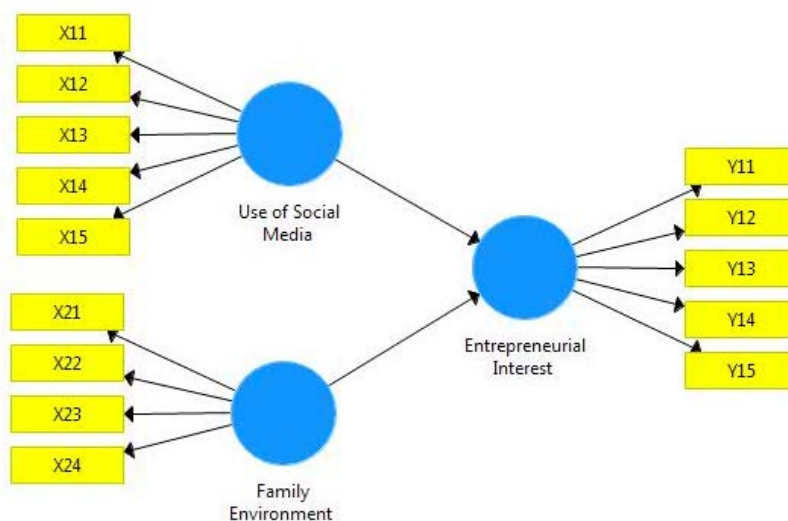 X11
X12
X13
X14
X15
Use of Social
Media
X21
X22
X23
X24
Family
Environment
Entrepreneurial
Interest
Y11
Y12
Y13
Y14
Y15